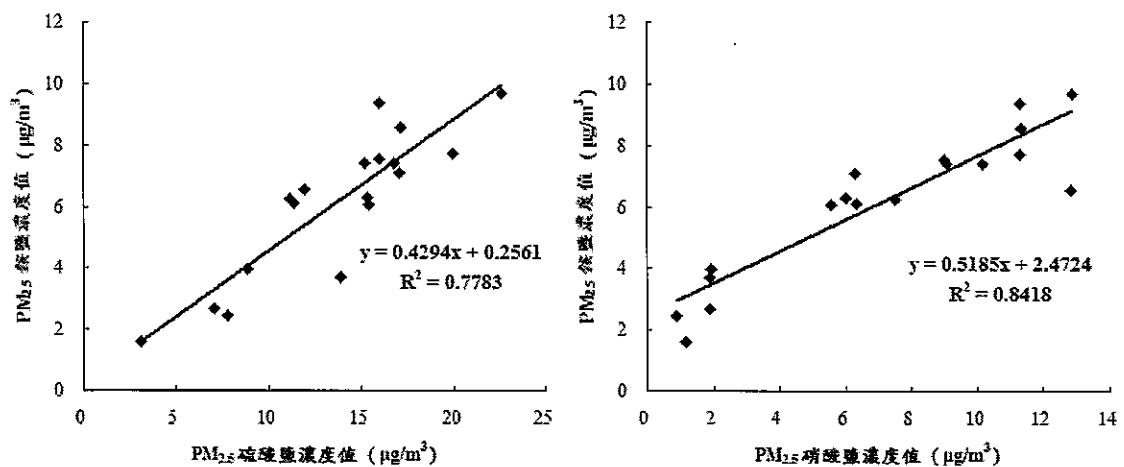 12
10
8
6
4
2
0
PM2.5 銨鹽濃度值 ( μg/m³)
y = 0.4294x + 0.2561
R² = 0.7783
0 5 10 15 20 25
PM2.5 硫酸鹽濃度值 ( μg/m³)
12
10
8
6
4
2
0
PM2.5 銨鹽濃度值 ( μg/m³)
y = 0.5185x + 2.4724
R² = 0.8418
0 2 4 6 8 10 12 14
PM2.5 硝酸鹽濃度值 ( μg/m³)